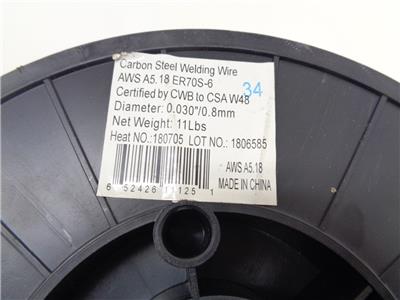 Carbon Steel Welding Wire
AWS A5.18 ER70S-6
34
Certified by CWB to CSA W48
Diameter: 0.030"/0.8mm
Net Weight: 11Lbs
Heat NO.:180705 LOT NO.: 1806585
AWS A5.18
MADE IN CHINA